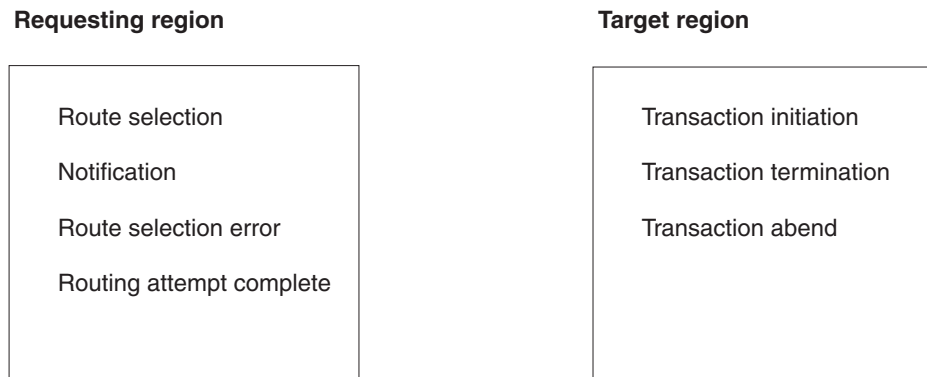 Requesting region
Target region
Route selection
Notification
Route selection error
Routing attempt complete
Transaction initiation
Transaction termination
Transaction abend